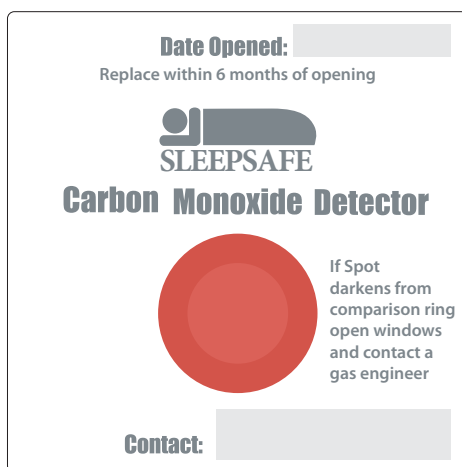 Date Opened:
Replace within 6 months of opening
SLEEPSAFE
Carbon Monoxide Detector
If Spot
darkens from
comparison ring
open windows
and contact a
gas engineer
Contact: